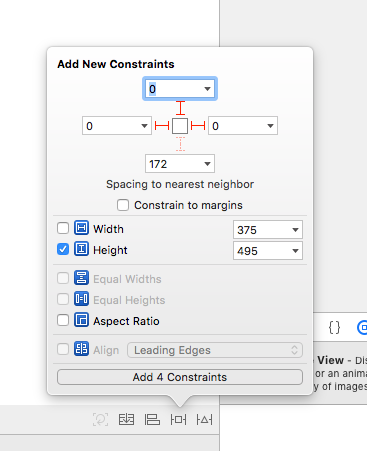 Add New Constraints
0
0 0
172
Spacing to nearest neighbor
Constrain to margins
Width 375
Height 495
Equal Widths
Equal Heights
Aspect Ratio
Align Leading Edges
Add 4 Constraints
{}
View - Dis
or an anima
y of images